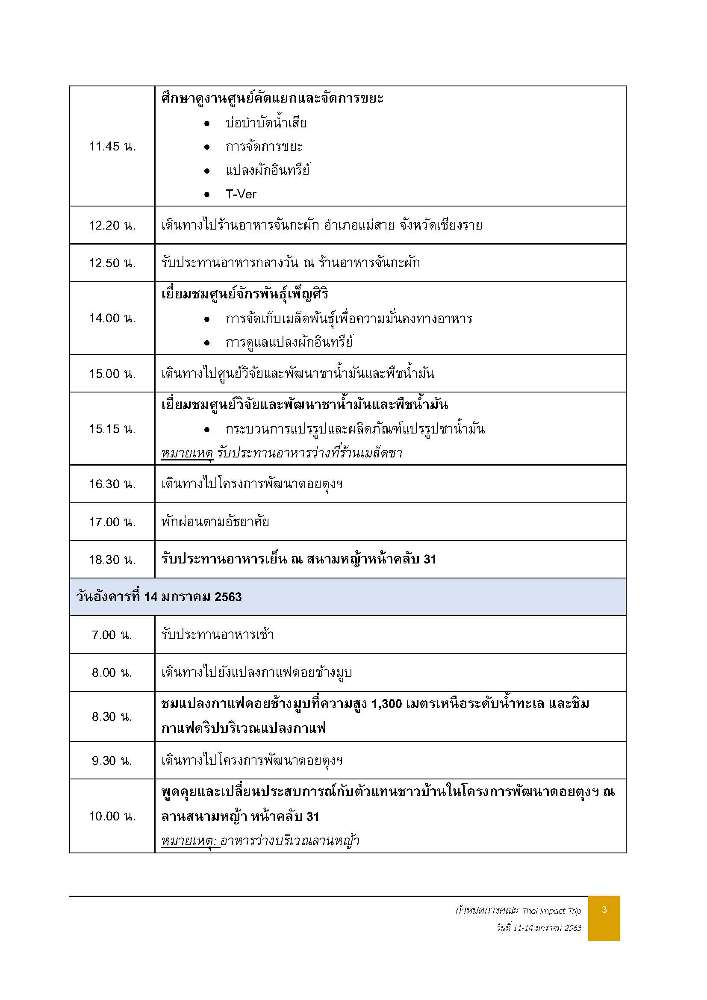 ศึกษาดูงานศูนย์คัดแยกและจัดการขยะ
11.45 น.
• บ่อบำบัดน้ำเสีย
• การจัดการขยะ
• แปลงผักอินทรีย์
• T-Ver
12.20 น. เดินทางไปร้านอาหารจันกะผัก อำเภอแม่สาย จังหวัดเชียงราย
12.50 น. รับประทานอาหารกลางวัน ณ ร้านอาหารจันกะผัก
เยี่ยมชมศูนย์จักรพันธุ์เพ็ญศิริ
14.00 น.
• การจัดเก็บเมล็ดพันธุ์เพื่อความมั่นคงทางอาหาร
• การดูแลแปลงผักอินทรีย์
15.00 น. เดินทางไปศูนย์วิจัยและพัฒนาชาน้ำมันและพืชน้ำมัน
เยี่ยมชมศูนย์วิจัยและพัฒนาชาน้ำมันและพืชน้ำมัน
15.15 น.
• กระบวนการแปรรูปและผลิตภัณฑ์แปรรูปชาน้ำมัน
หมายเหตุ รับประทานอาหารว่างที่ร้านเมล็ดชา
16.30 น. เดินทางไปโครงการพัฒนาดอยตุงฯ
17.00 น. พักผ่อนตามอัธยาศัย
18.30 น. รับประทานอาหารเย็น ณ สนามหญ้าหน้าคลับ 31
วันอังคารที่ 14 มกราคม 2563
7.00 น. รับประทานอาหารเช้า
8.00 น. เดินทางไปยังแปลงกาแฟดอยช้างมูบ
8.30 น.
ชมแปลงกาแฟดอยช้างมูบที่ความสูง 1,300 เมตรเหนือระดับน้ำทะเล และชิม
กาแฟดริปบริเวณแปลงกาแฟ
9.30 น. เดินทางไปโครงการพัฒนาดอยตุงฯ
10.00 น.
พูดคุยและเปลี่ยนประสบการณ์กับตัวแทนชาวบ้านในโครงการพัฒนาดอยตุงฯ ณ
ลานสนามหญ้า หน้าคลับ 31
หมายเหตุ: อาหารว่างบริเวณลานหญ้า
กำหนดการคณะ Thai Impact Trip
3
วันที่ 11-14 มกราคม 2563